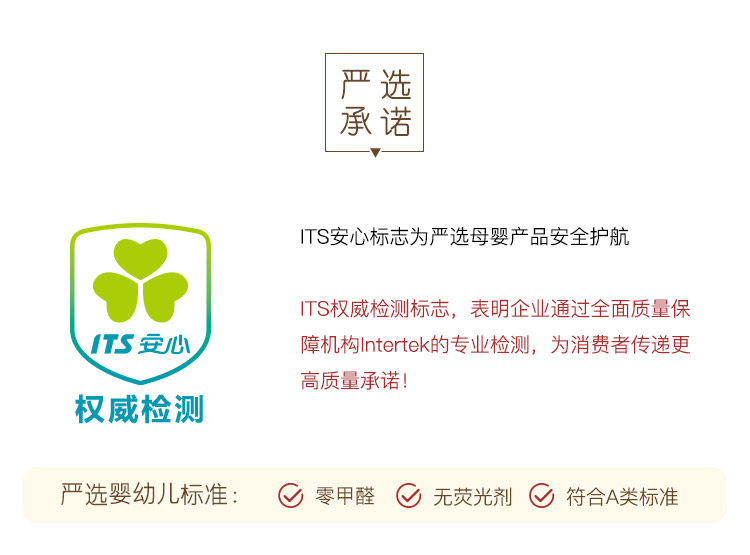 严选
承诺
ITS安心标志为严选母婴产品安全护航
ITS权威检测标志，表明企业通过全面质量保
障机构Intertek的专业检测，为消费者传递更
高质量承诺！
ITS 安心
权威检测
严选婴幼儿标准： 零甲醛 无荧光剂 符合A类标准